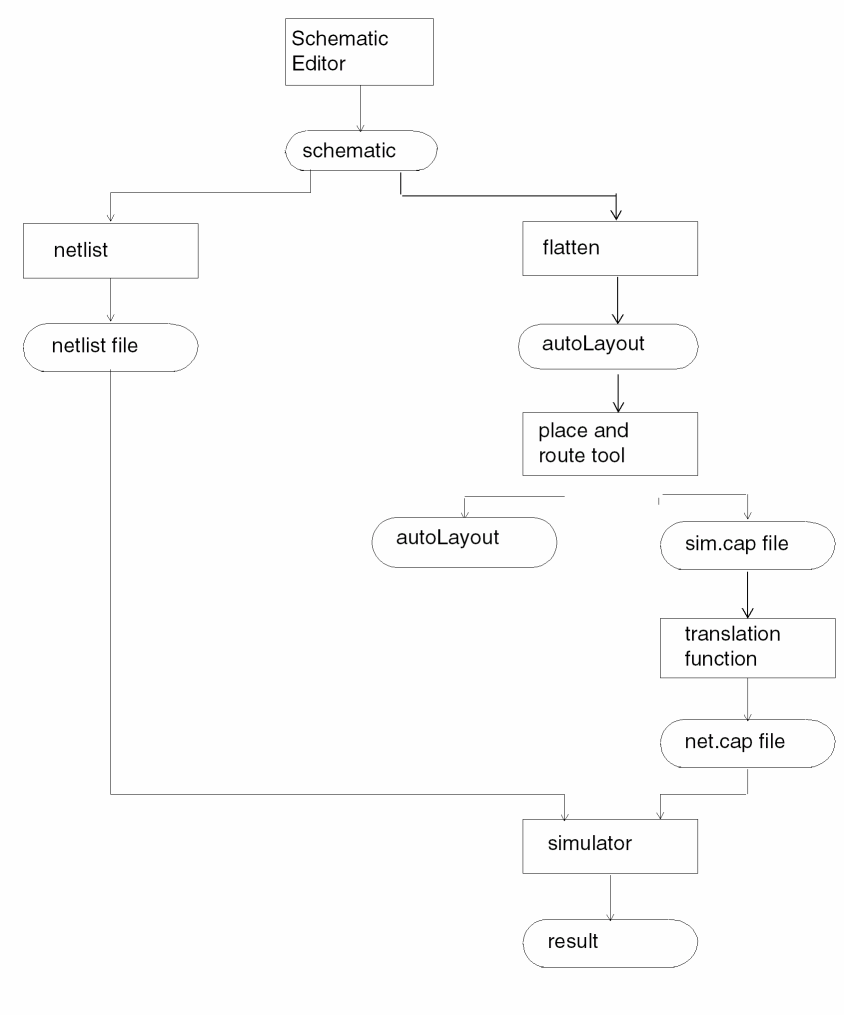 Schematic
Editor
schematic
netlist
flatten
netlist file
autoLayout
place and
route tool
autoLayout
sim.cap file
translation
function
net.cap file
simulator
result